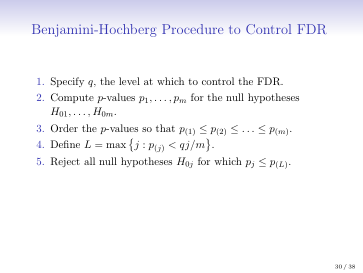 Benjamini-Hochberg Procedure to Control FDR
1. Specify q, the level at which to control the FDR.
2. Compute p-values p₁, . . . , pₘ for the null hypotheses
H₀₁, . . . , H₀ₘ.
3. Order the p-values so that p₍₁₎ ≤ p₍₂₎ ≤ . . . ≤ p₍ₘ₎.
4. Define L = max {j : p₍ⱼ₎ < qj/m}.
5. Reject all null hypotheses H₀ⱼ for which pⱼ ≤ p_(L).
30 / 38